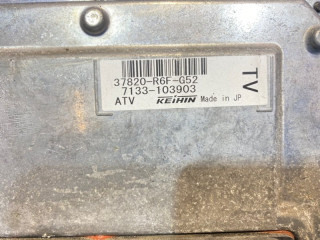 37820-R6F-G52
7133-103903
ATV KEIHIN Made in JP
TV